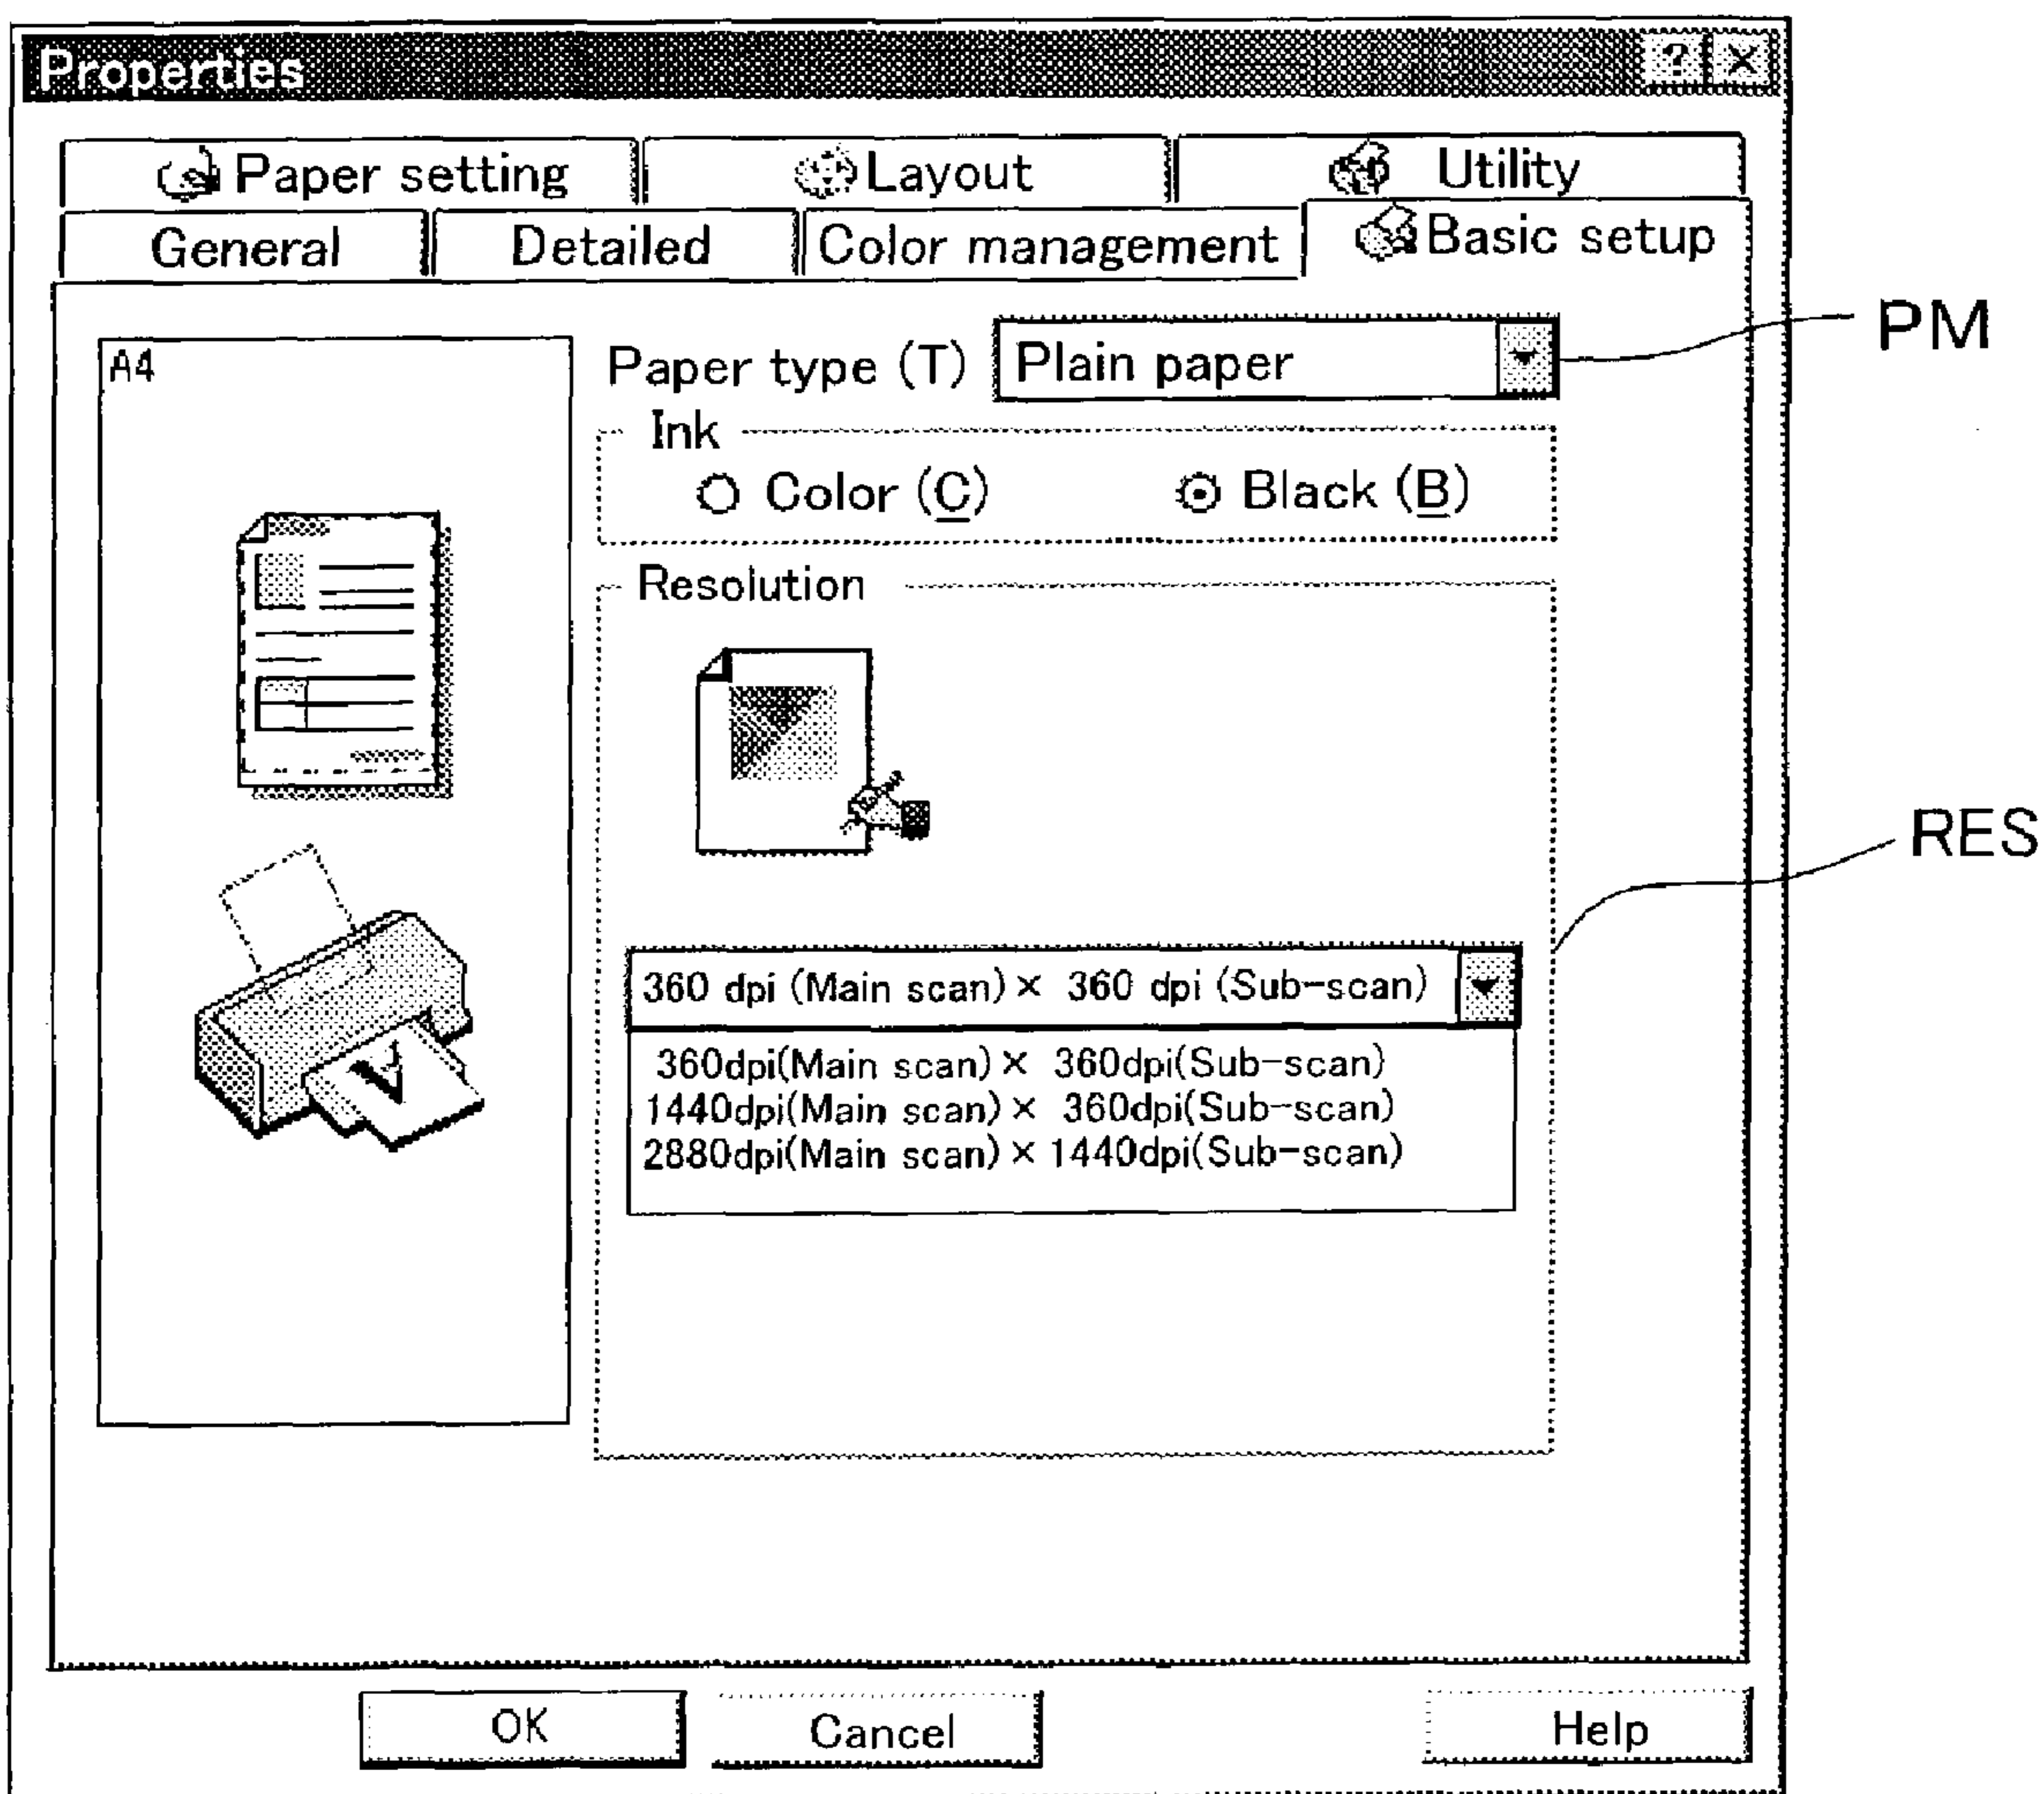 Properties ? ×
Paper setting Layout Utility
General Detailed Color management Basic setup
PM
A4
Paper type (T) Plain paper
Ink
Color (C) Black (B)
Resolution
RES
360 dpi (Main scan) × 360 dpi (Sub-scan)
360dpi(Main scan) × 360dpi(Sub-scan)
1440dpi(Main scan) × 360dpi(Sub-scan)
2880dpi(Main scan) × 1440dpi(Sub-scan)
A
OK Cancel Help